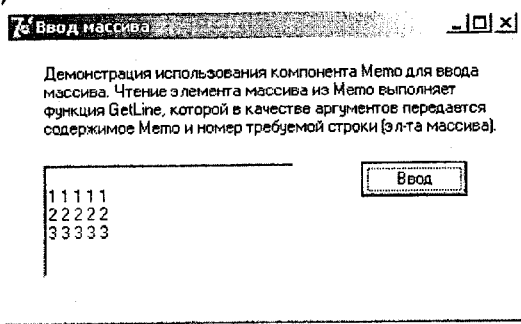 Ввод массива
Демонстрация использования компонента Memo для ввода
массива. Чтение элемента массива из Memo выполняет
функция GetLine, которой в качестве аргументов передается
содержимое Memo и номер требуемой строки (эл-та массива).
Ввод
11111
22222
33333